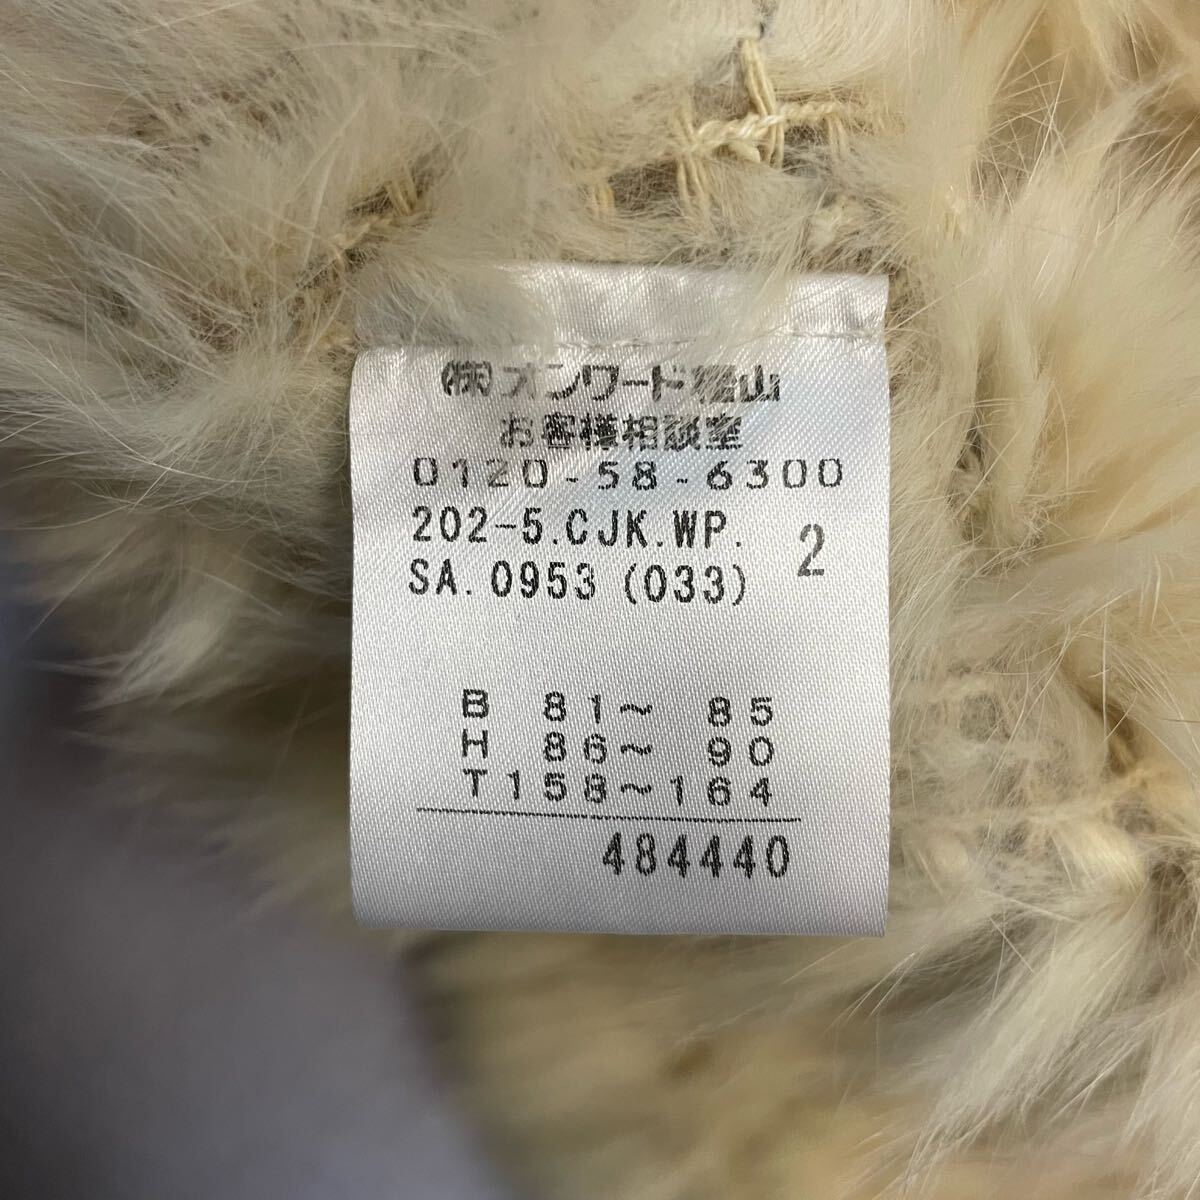 ㈱オンワード樫山
お客様相談室
0120-58-6300
202-5.CJK.WP.
SA.0953 (033) 2
B 81～ 85
H 86～ 90
T158～164
484440